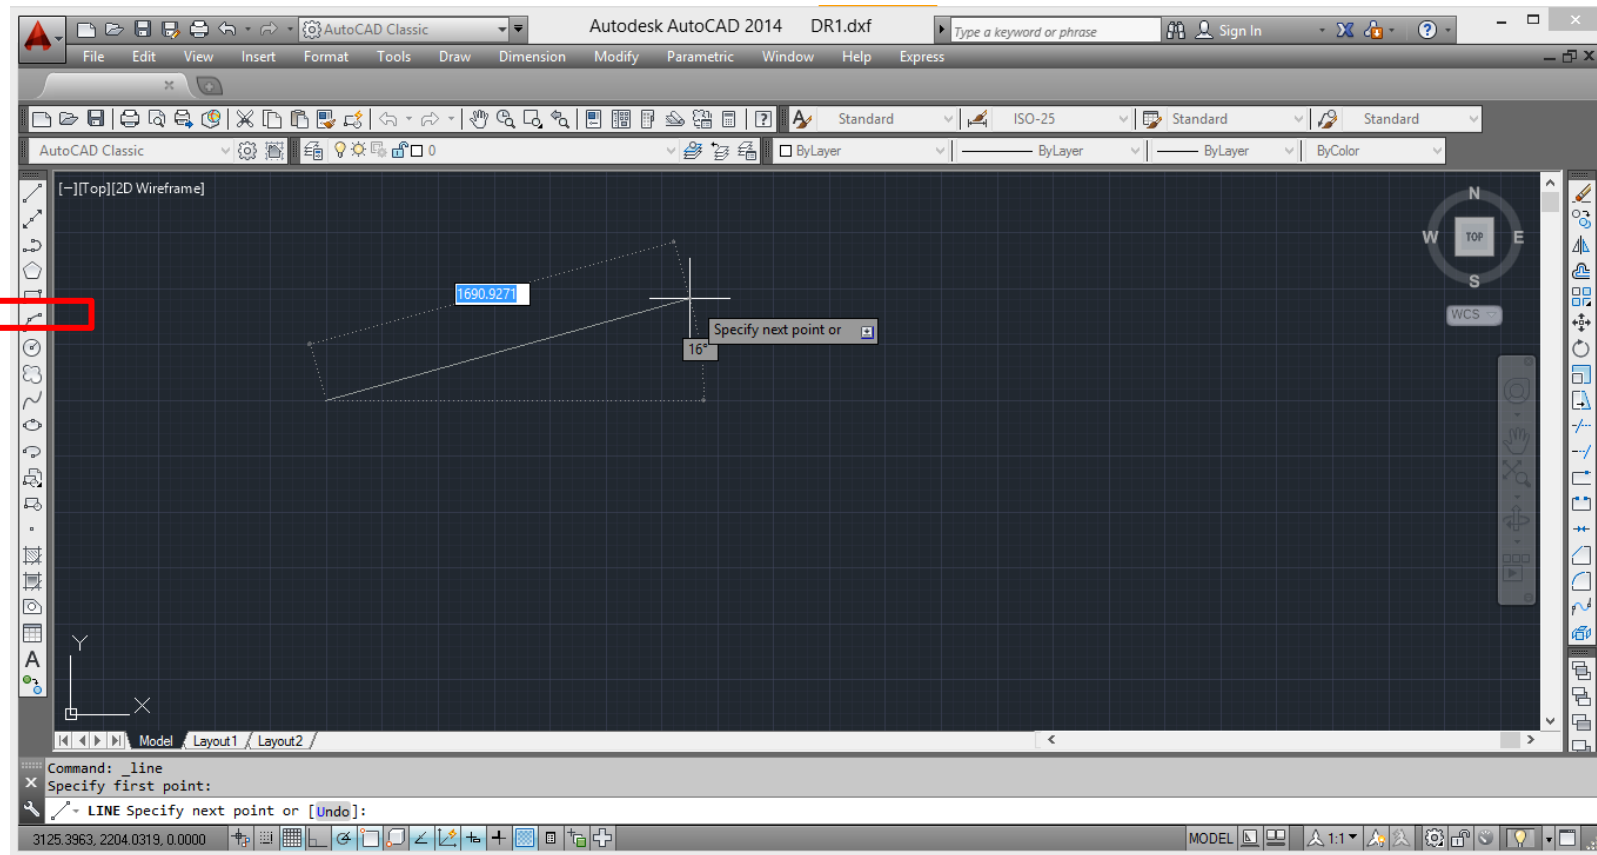 AutoCAD Classic
Autodesk AutoCAD 2014 DR1.dxf
Type a keyword or phrase
Sign In
File Edit View Insert Format Tools Draw Dimension Modify Parametric Window Help Express
Standard ISO-25 Standard Standard
AutoCAD Classic 0 ByLayer ByLayer ByLayer ByColor
[−][Top][2D Wireframe]
N
W TOP E
S
WCS
1690.9271
Specify next point or
16°
A
Y
X
Model Layout1 Layout2
Command: _line
Specify first point:
LINE Specify next point or [Undo]:
3125.3963, 2204.0319, 0.0000 MODEL 1:1